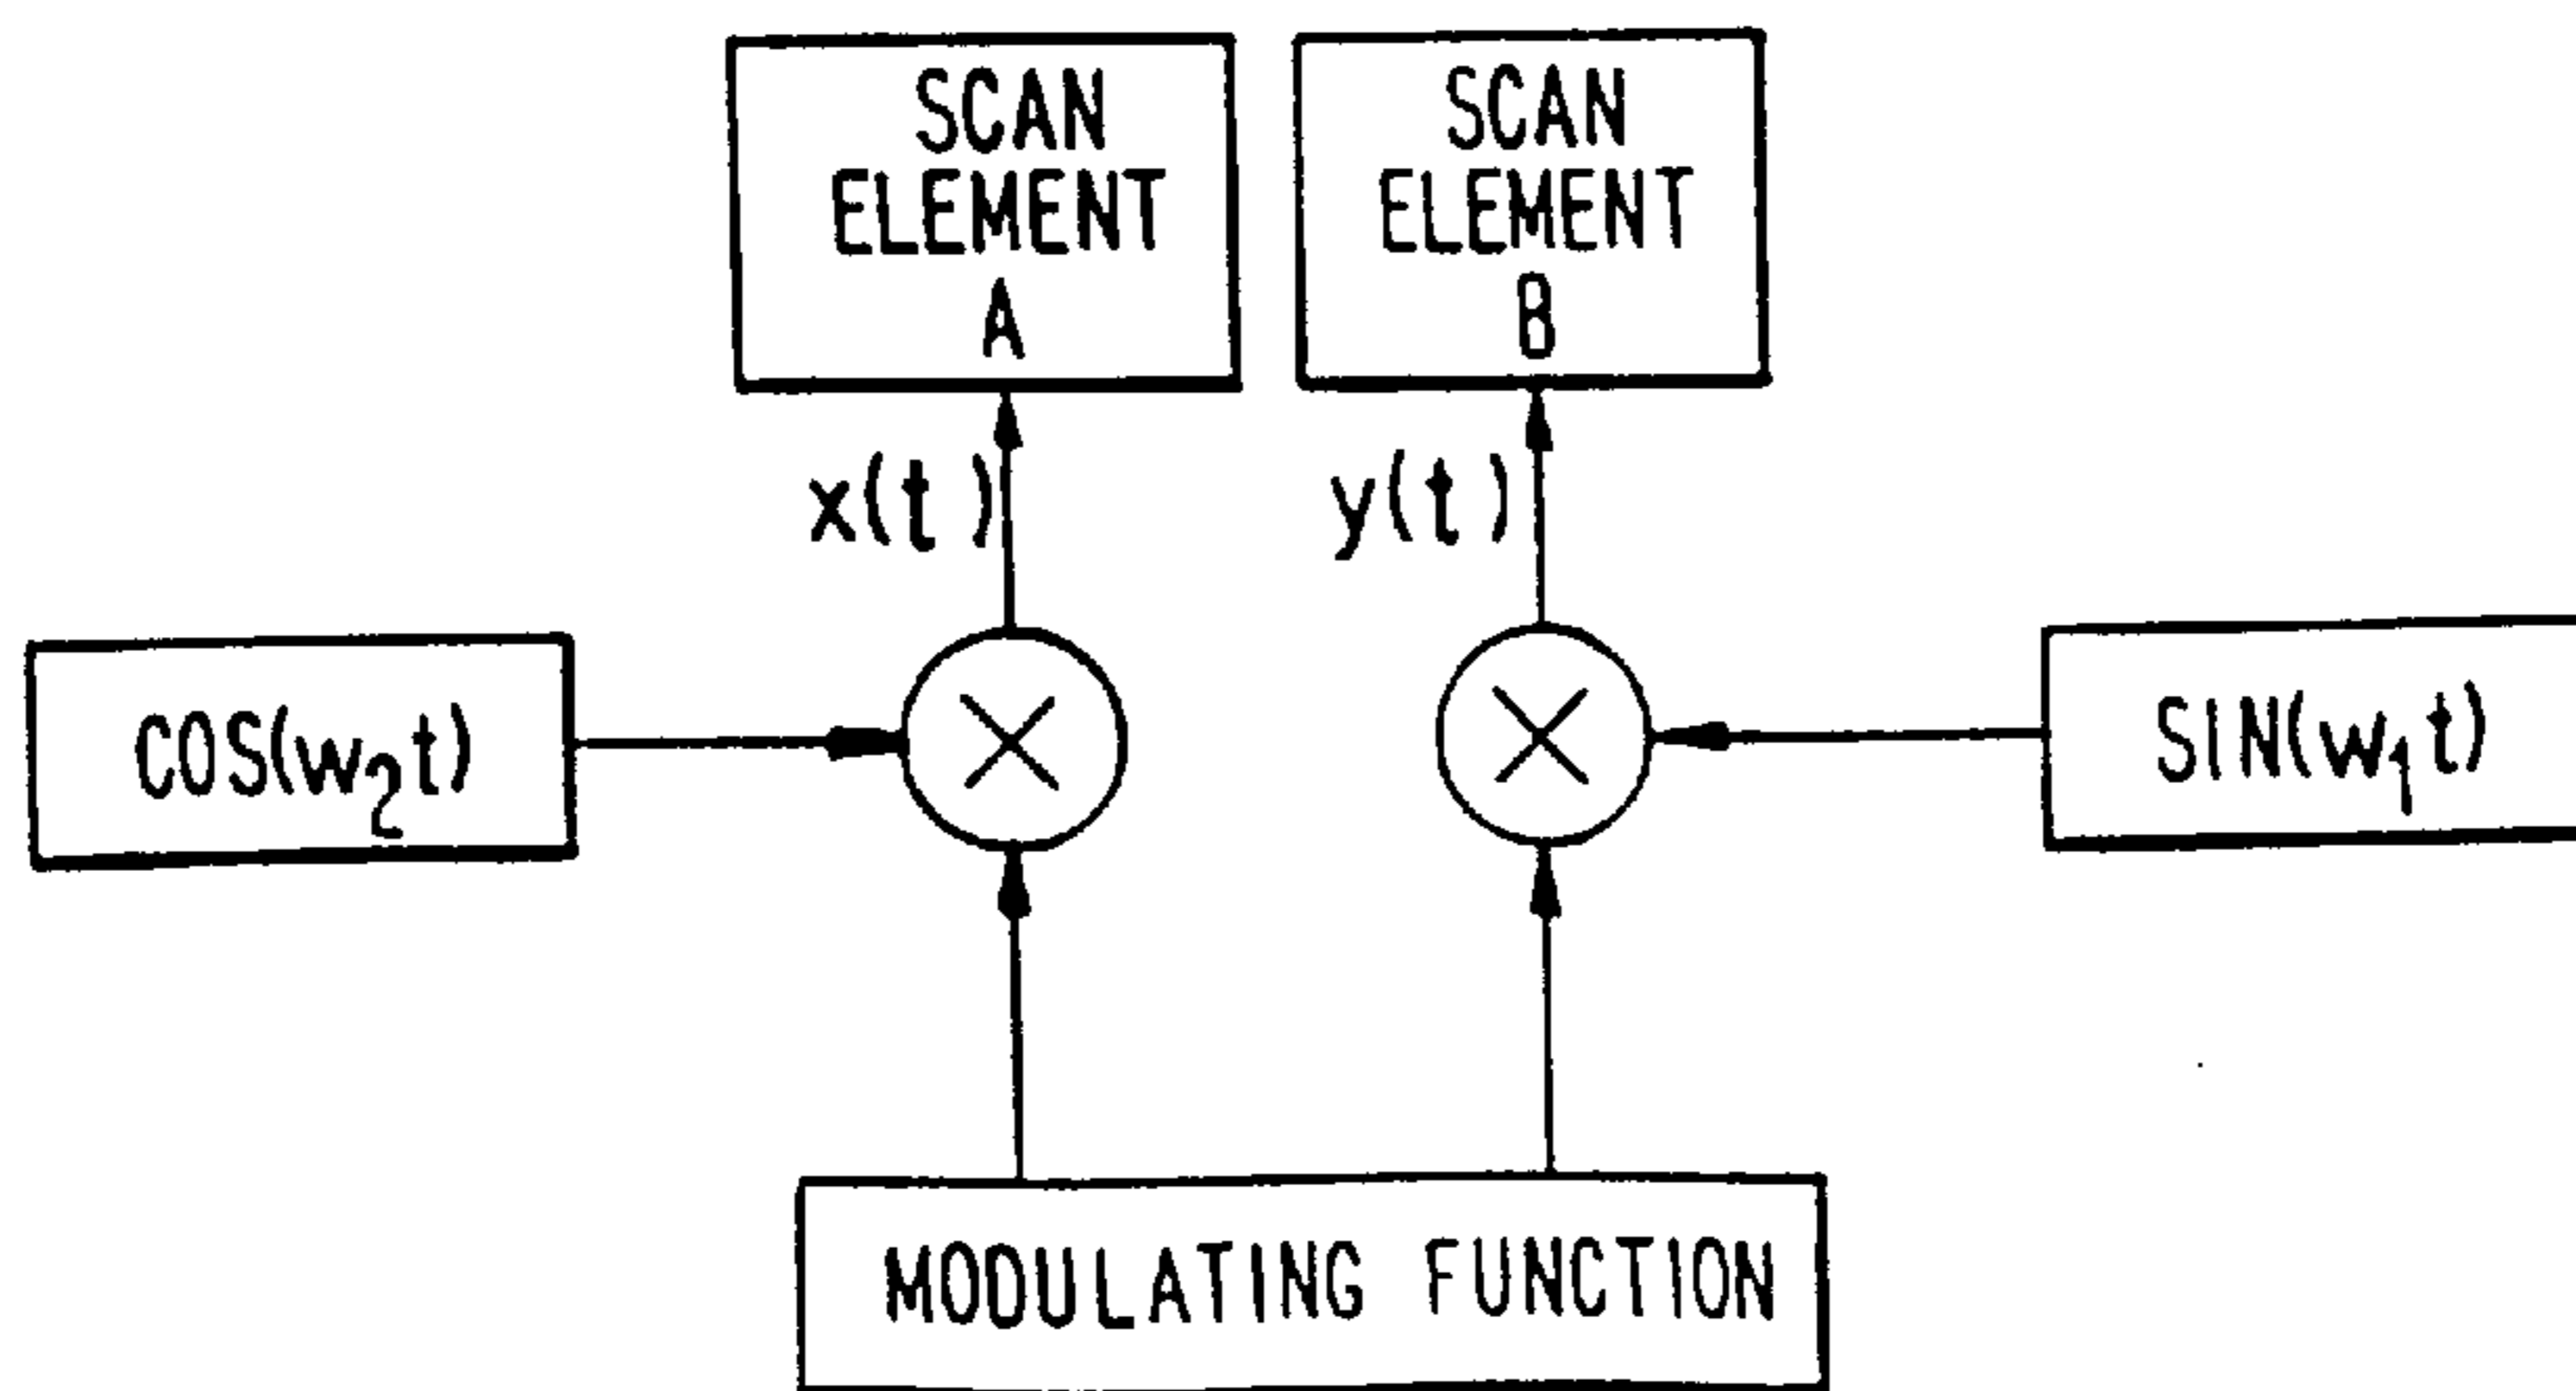 SCAN
ELEMENT
A
SCAN
ELEMENT
B
x(t)
y(t)
COS(w₂t)
SIN(w₁t)
MODULATING FUNCTION